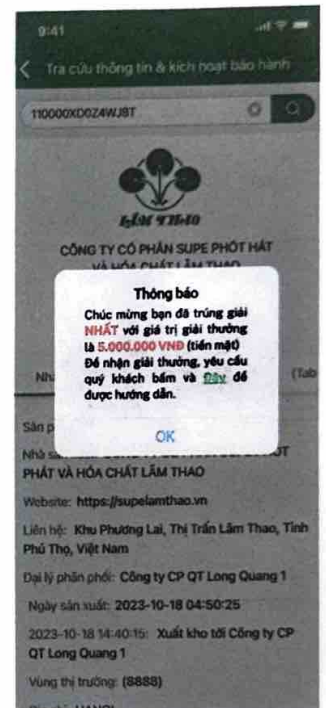 9:41
Tra cứu thông tin & kích hoạt bảo hành
110000XD0Z4WJ9T
LÂM THAO
CÔNG TY CỔ PHẦN SUPE PHỐT HÁT
VÀ HÓA CHẤT LÂM THAO
Thông báo
Chúc mừng bạn đã trúng giải
NHẤT với giá trị giải thưởng
là 5.000.000 VNĐ (tiền mặt)
Để nhận giải thưởng, yêu cầu
quý khách bấm và Đây để
được hướng dẫn.
OK
Nh
(Tab
Sản p
Nhà s
PHÁT VÀ HÓA CHẤT LÂM THAO
Website: https://supelamthao.vn
Liên hệ: Khu Phương Lai, Thị Trấn Lâm Thao, Tỉnh
Phú Thọ, Việt Nam
Đại lý phân phối: Công ty CP QT Long Quang 1
Ngày sản xuất: 2023-10-18 04:50:25
2023-10-18 14:40:15: Xuất kho tới Công ty CP
QT Long Quang 1
Vùng thị trường: (8888)